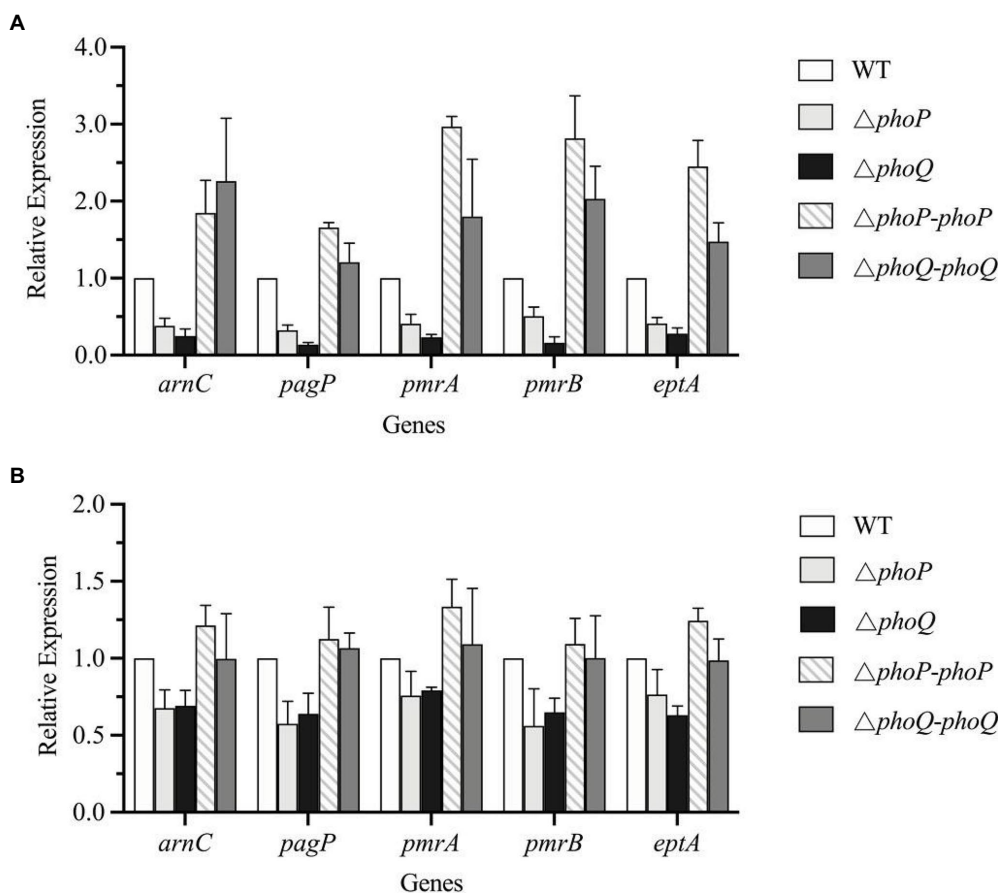 A
4.0
3.0
2.0
1.0
0.0
Relative Expression
arnC pagP pmrA pmrB eptA
Genes
WT
△phoP
△phoQ
△phoP-phoP
△phoQ-phoQ
B
2.0
1.5
1.0
0.5
0.0
Relative Expression
arnC pagP pmrA pmrB eptA
Genes
WT
△phoP
△phoQ
△phoP-phoP
△phoQ-phoQ